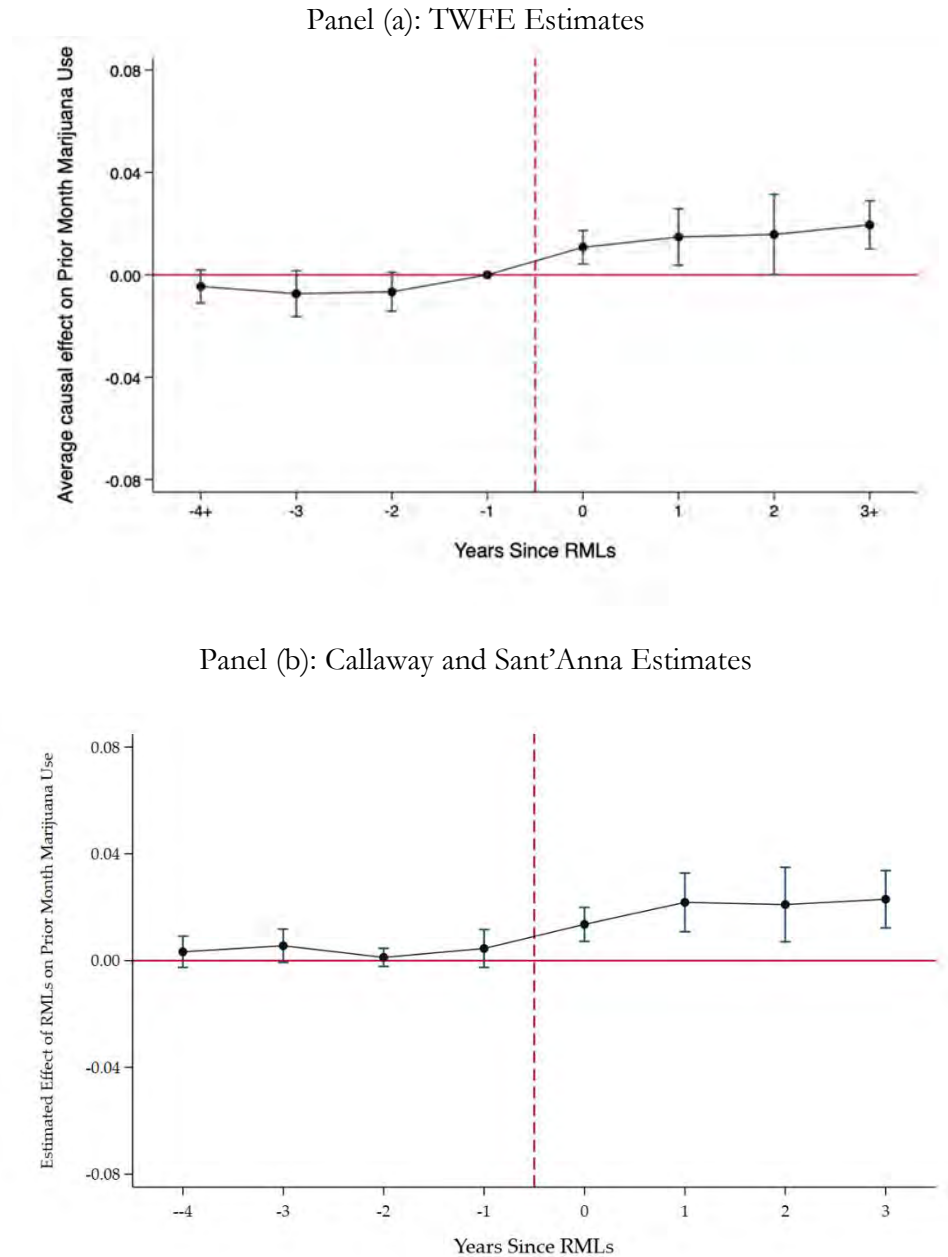 Panel (a): TWFE Estimates
Average causal effect on Prior Month Marijuana Use
0.08
0.04
0.00
-0.04
-0.08
-4+ -3 -2 -1 0 1 2 3+
Years Since RMLs
Panel (b): Callaway and Sant’Anna Estimates
Estimated Effect of RMLs on Prior Month Marijuana Use
0.08
0.04
0.00
-0.04
-0.08
--4 -3 -2 -1 0 1 2 3
Years Since RMLs